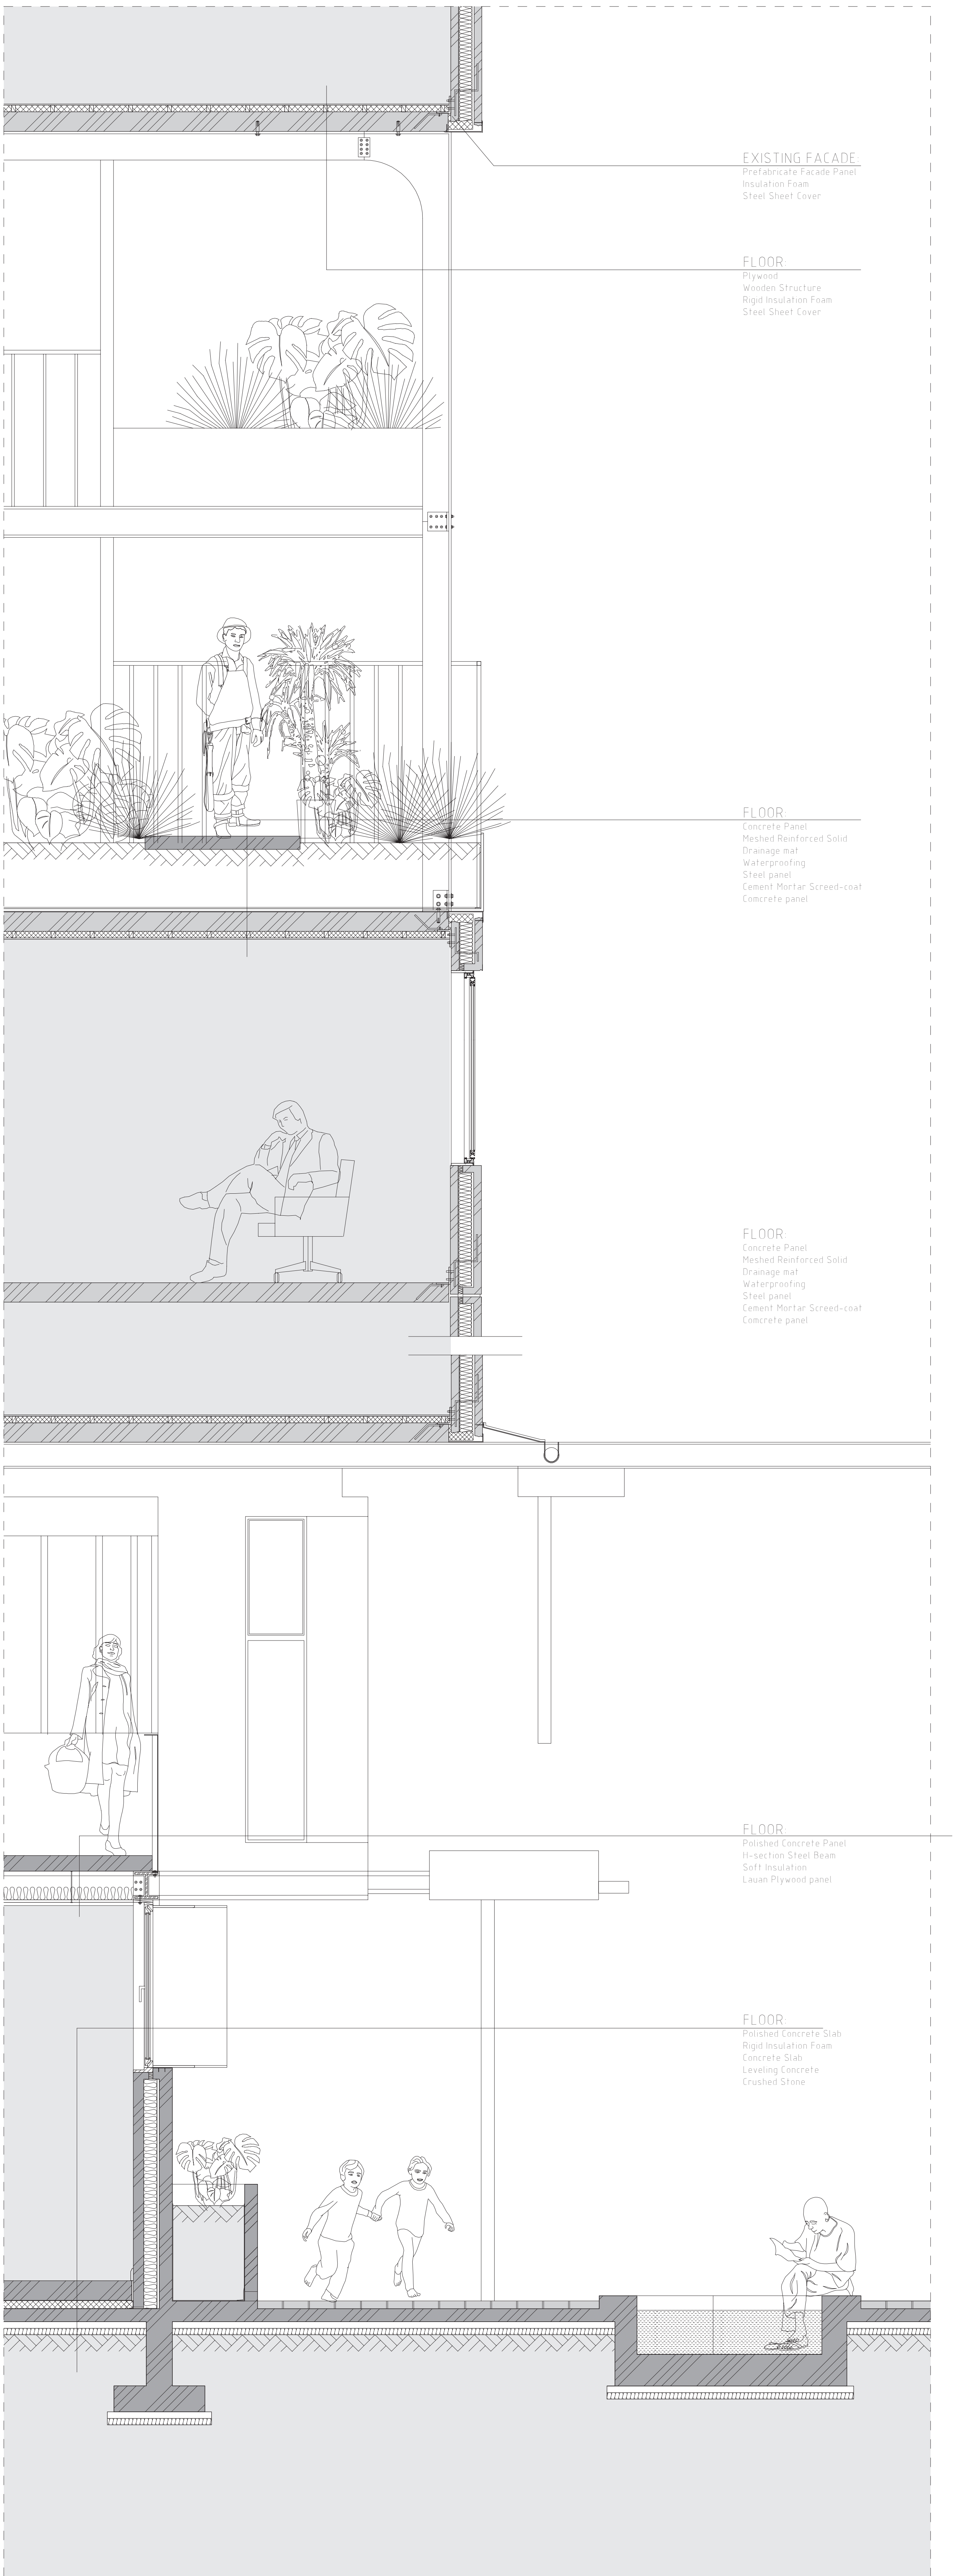 EXISTING FACADE:
Prefabricate Facade Panel
Insulation Foam
Steel Sheet Cover
FLOOR:
Plywood
Wooden Structure
Rigid Insulation Foam
Steel Sheet Cover
FLOOR:
Concrete Panel
Meshed Reinforced Solid
Drainage mat
Waterproofing
Steel panel
Cement Mortar Screed-coat
Comcrete panel
FLOOR:
Concrete Panel
Meshed Reinforced Solid
Drainage mat
Waterproofing
Steel panel
Cement Mortar Screed-coat
Comcrete panel
FLOOR:
Polished Concrete Panel
H-section Steel Beam
Soft Insulation
Lauan Plywood panel
FLOOR:
Polished Concrete Slab
Rigid Insulation Foam
Concrete Slab
Leveling Concrete
Crushed Stone